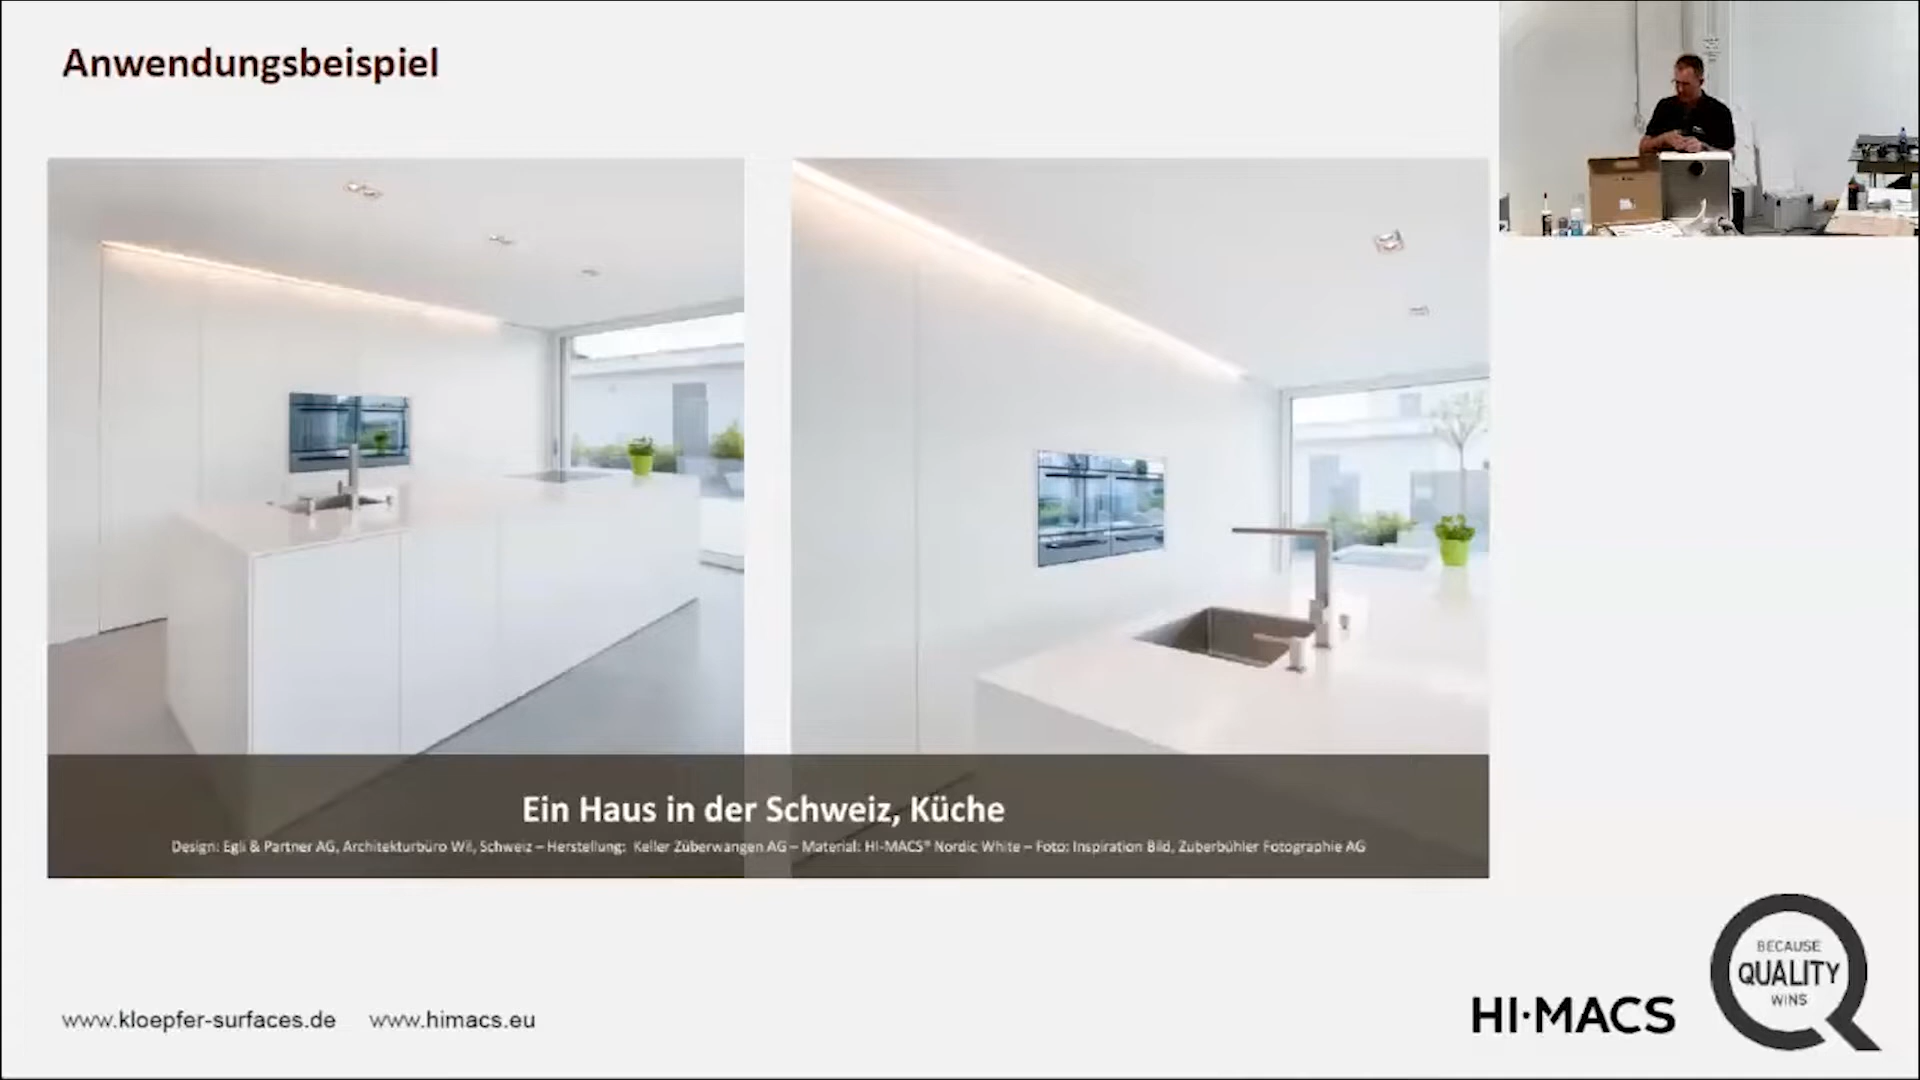 Anwendungsbeispiel
Ein Haus in der Schweiz, Küche
Design: Egli & Partner AG, Architekturbüro Wil, Schweiz – Herstellung: Keller Züberwangen AG – Material: HI-MACS® Nordic White – Foto: Inspiration Bild, Zuberbühler Fotographie AG
www.kloepfer-surfaces.de www.himacs.eu
HI·MACS
BECAUSE
QUALITY
WINS